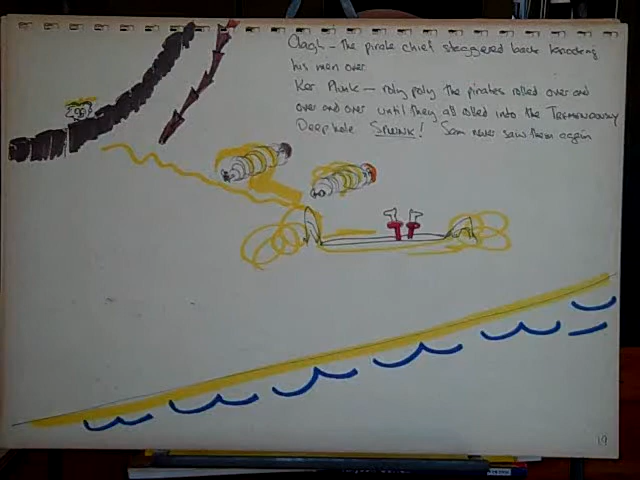 Aagh - the pirate chief staggered back knocking
his men over
Ker Plunk - roly poly the pirates rolled over and
over and over until they all rolled into the TREMENDOUSLY
Deep hole SPLUNK! Sam never saw them again
19